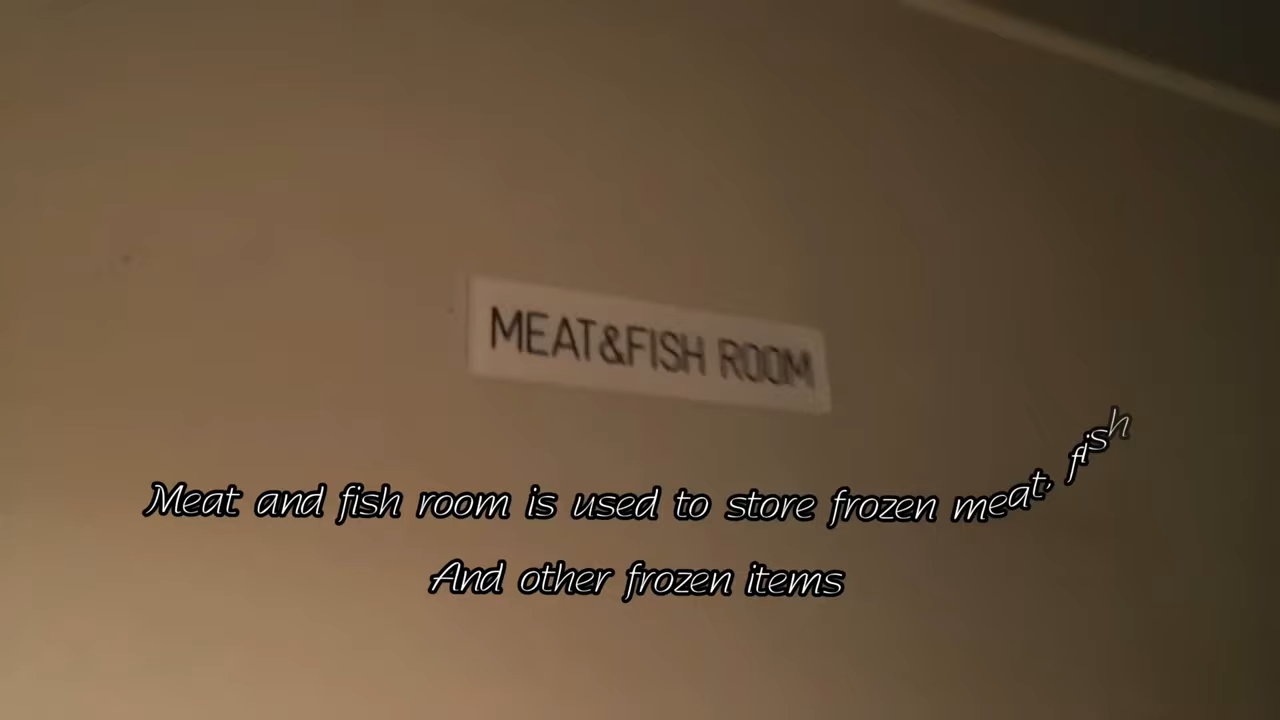 MEAT&FISH ROOM
Meat and fish room is used to store frozen meat, fish
And other frozen items